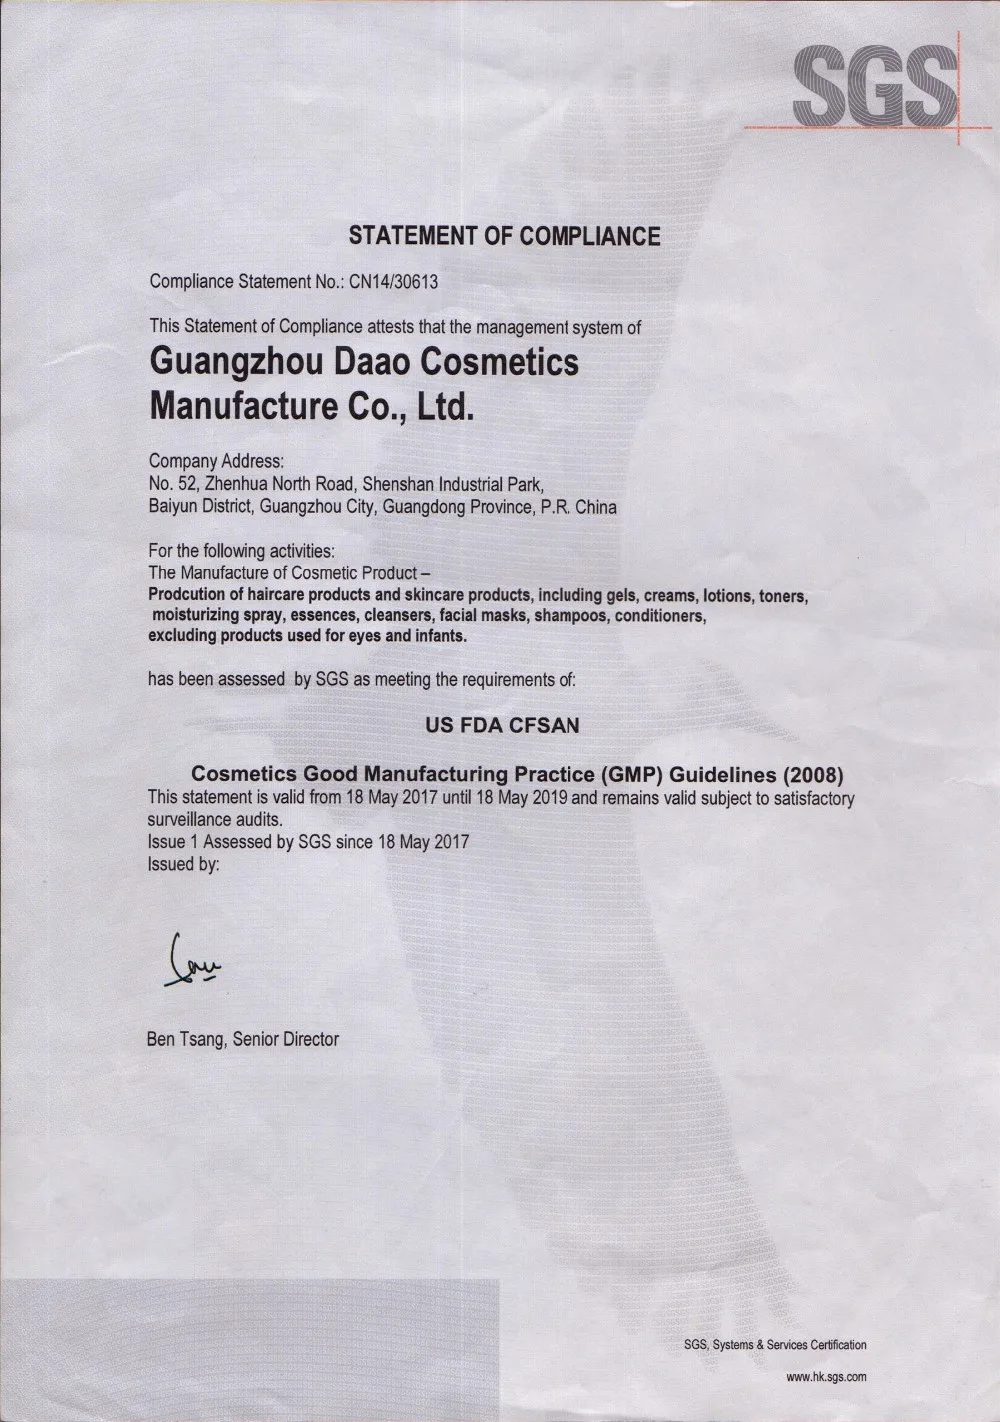 SGS
STATEMENT OF COMPLIANCE
Compliance Statement No.: CN14/30613
This Statement of Compliance attests that the management system of
Guangzhou Daao Cosmetics
Manufacture Co., Ltd.
Company Address:
No. 52, Zhenhua North Road, Shenshan Industrial Park,
Baiyun District, Guangzhou City, Guangdong Province, P.R. China
For the following activities:
The Manufacture of Cosmetic Product –
Prodcution of haircare products and skincare products, including gels, creams, lotions, toners,
moisturizing spray, essences, cleansers, facial masks, shampoos, conditioners,
excluding products used for eyes and infants.
has been assessed by SGS as meeting the requirements of:
US FDA CFSAN
Cosmetics Good Manufacturing Practice (GMP) Guidelines (2008)
This statement is valid from 18 May 2017 until 18 May 2019 and remains valid subject to satisfactory
surveillance audits.
Issue 1 Assessed by SGS since 18 May 2017
Issued by:
Ben Tsang, Senior Director
SGS, Systems & Services Certification
www.hk.sgs.com